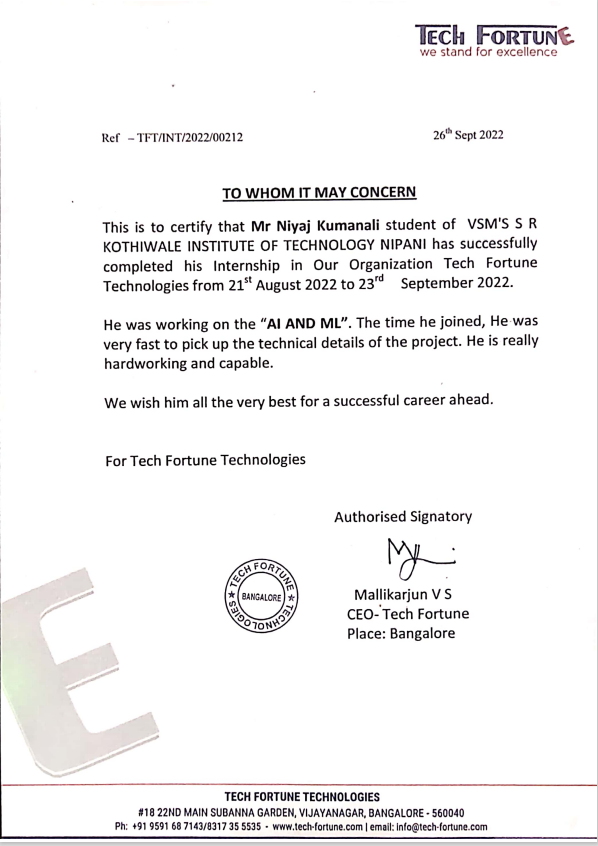 TECH FORTUNE
we stand for excellence
Ref – TFT/INT/2022/00212
26th Sept 2022
TO WHOM IT MAY CONCERN
This is to certify that Mr Niyaj Kumanali student of VSM'S S R
KOTHIWALE INSTITUTE OF TECHNOLOGY NIPANI has successfully
completed his Internship in Our Organization Tech Fortune
Technologies from 21st August 2022 to 23rd September 2022.
He was working on the “AI AND ML”. The time he joined, He was
very fast to pick up the technical details of the project. He is really
hardworking and capable.
We wish him all the very best for a successful career ahead.
For Tech Fortune Technologies
Authorised Signatory
TECH FORTUNE
BANGALORE
TECHNOLOGIES
Mallikarjun V S
CEO- Tech Fortune
Place: Bangalore
TECH FORTUNE TECHNOLOGIES
#18 22ND MAIN SUBANNA GARDEN, VIJAYANAGAR, BANGALORE - 560040
Ph: +91 9591 68 7143/8317 35 5535 - www.tech-fortune.com | email: info@tech-fortune.com